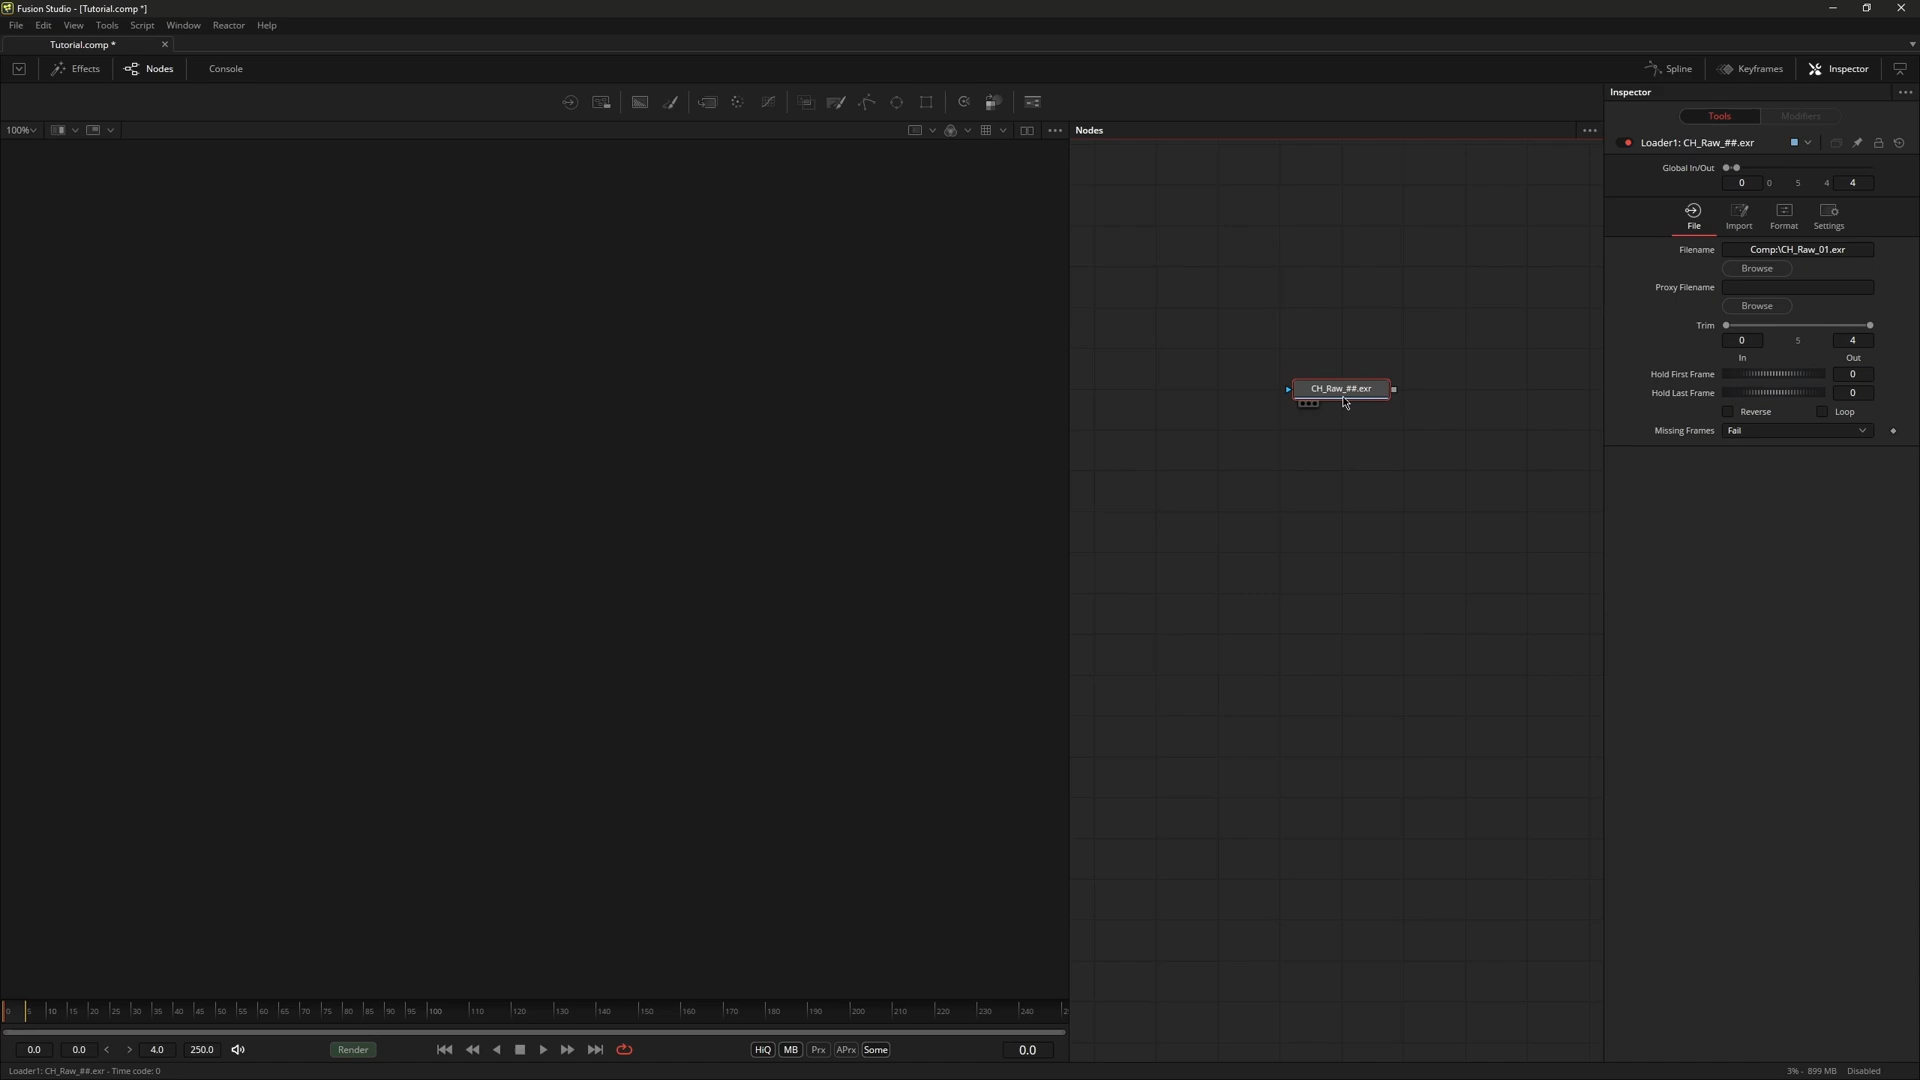 Fusion Studio - [Tutorial.comp *]
File Edit View Tools Script Window Reactor Help
Tutorial.comp *
Effects Nodes Console Spline Keyframes Inspector
Inspector
100%
Nodes
Tools Modifiers
Loader1: CH_Raw_##.exr
Global In/Out
0 0 5 4 4
File Import Format Settings
Filename Comp:\CH_Raw_01.exr
Browse
Proxy Filename
Browse
Trim
0 5 4
In Out
Hold First Frame 0
Hold Last Frame 0
Reverse Loop
Missing Frames Fail
CH_Raw_##.exr
0 5 10 15 20 25 30 35 40 45 50 55 60 65 70 75 80 85 90 95 100 110 120 130 140 150 160 170 180 190 200 210 220 230 240 2
0.0 0.0 < > 4.0 250.0 Render HiQ MB Prx APrx Some 0.0
Loader1: CH_Raw_##.exr - Time code: 0
3% - 899 MB Disabled